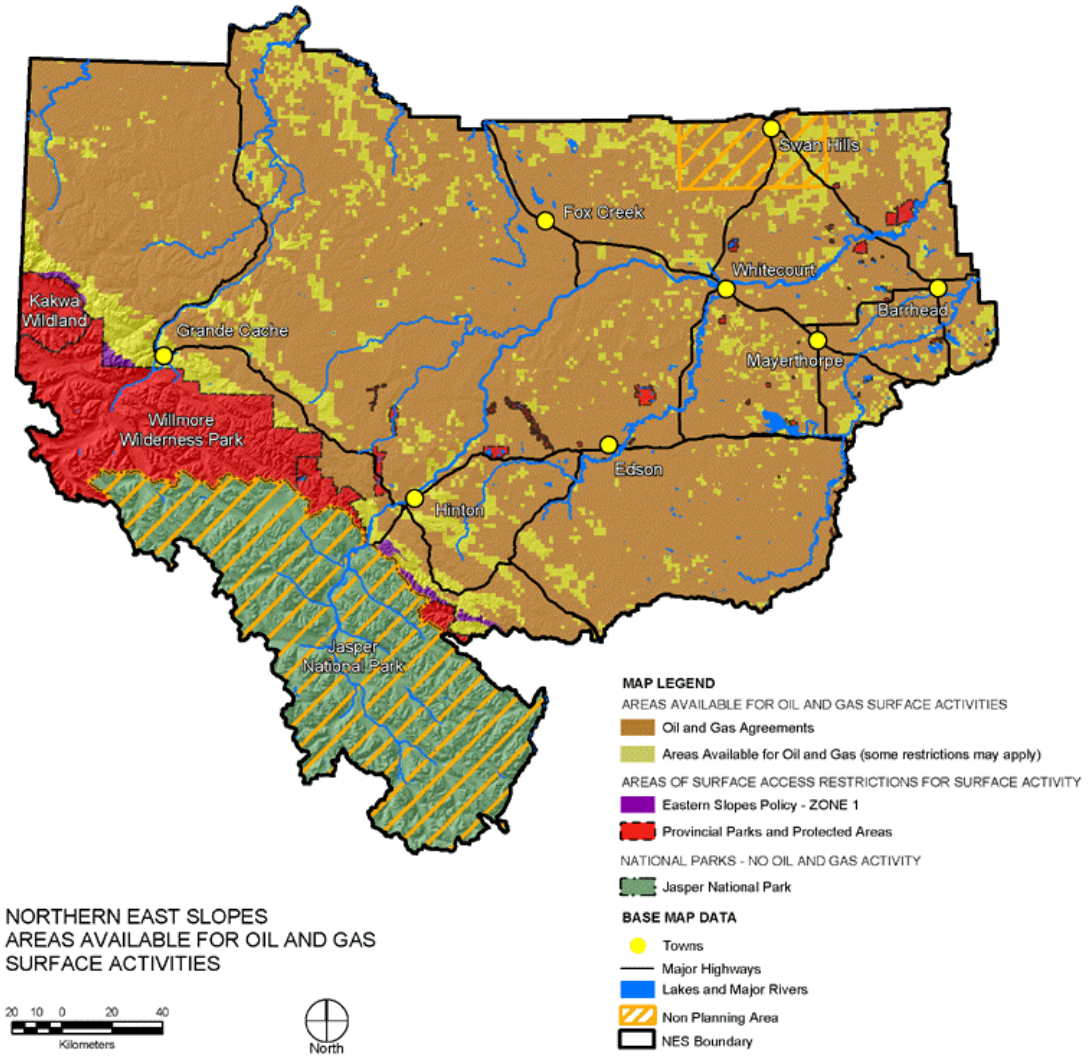 Swan Hills
Fox Creek
Whitecourt
Kakwa
Wildland
Barrhead
Grande Cache
Mayerthorpe
Willmore
Wilderness Park
Edson
Hinton
Jasper
National Park
MAP LEGEND
AREAS AVAILABLE FOR OIL AND GAS SURFACE ACTIVITIES
Oil and Gas Agreements
Areas Available for Oil and Gas (some restrictions may apply)
AREAS OF SURFACE ACCESS RESTRICTIONS FOR SURFACE ACTIVITY
Eastern Slopes Policy - ZONE 1
Provincial Parks and Protected Areas
NATIONAL PARKS - NO OIL AND GAS ACTIVITY
Jasper National Park
BASE MAP DATA
Towns
Major Highways
Lakes and Major Rivers
Non Planning Area
NES Boundary
NORTHERN EAST SLOPES
AREAS AVAILABLE FOR OIL AND GAS
SURFACE ACTIVITIES
20 10 0 20 40
Kilometers
North